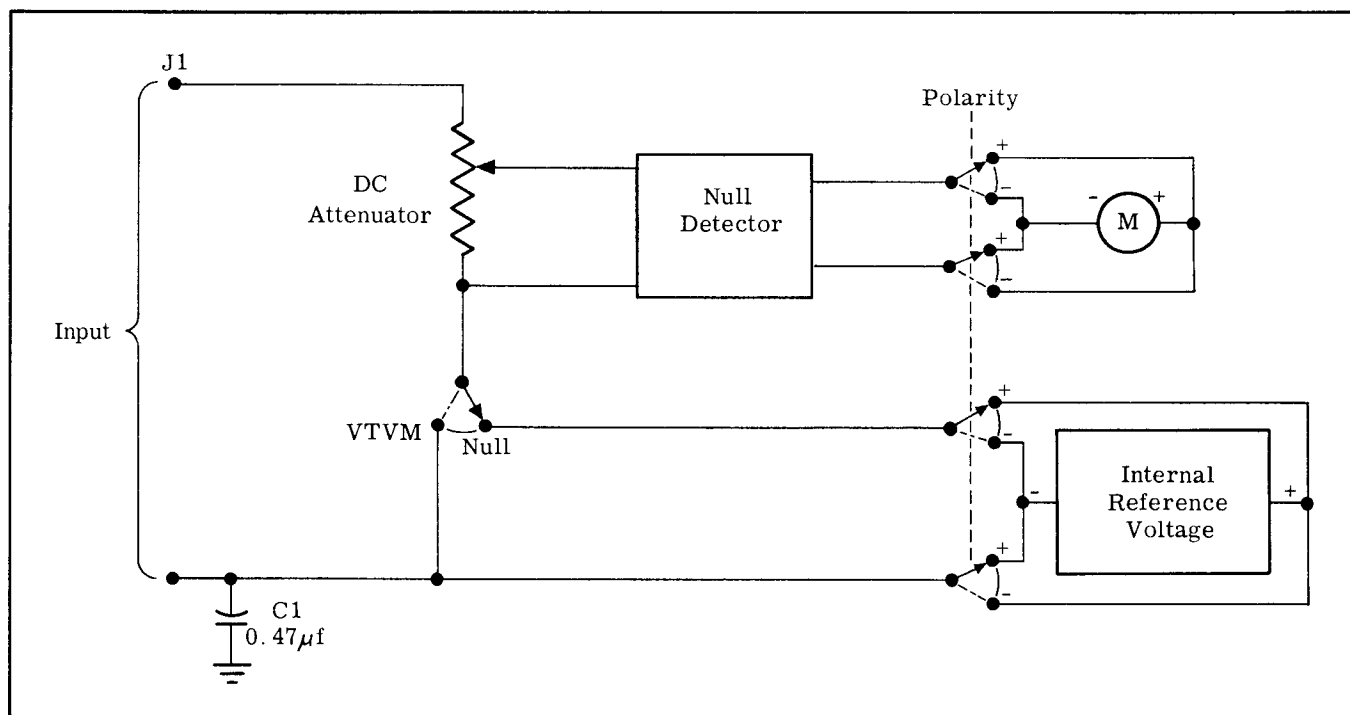 J1
Polarity
+
-
+
-
- M +
DC
Attenuator
Null
Detector
Input
VTVM
Null
+
-
+
-
- Internal
Reference
Voltage +
C1
0.47μf